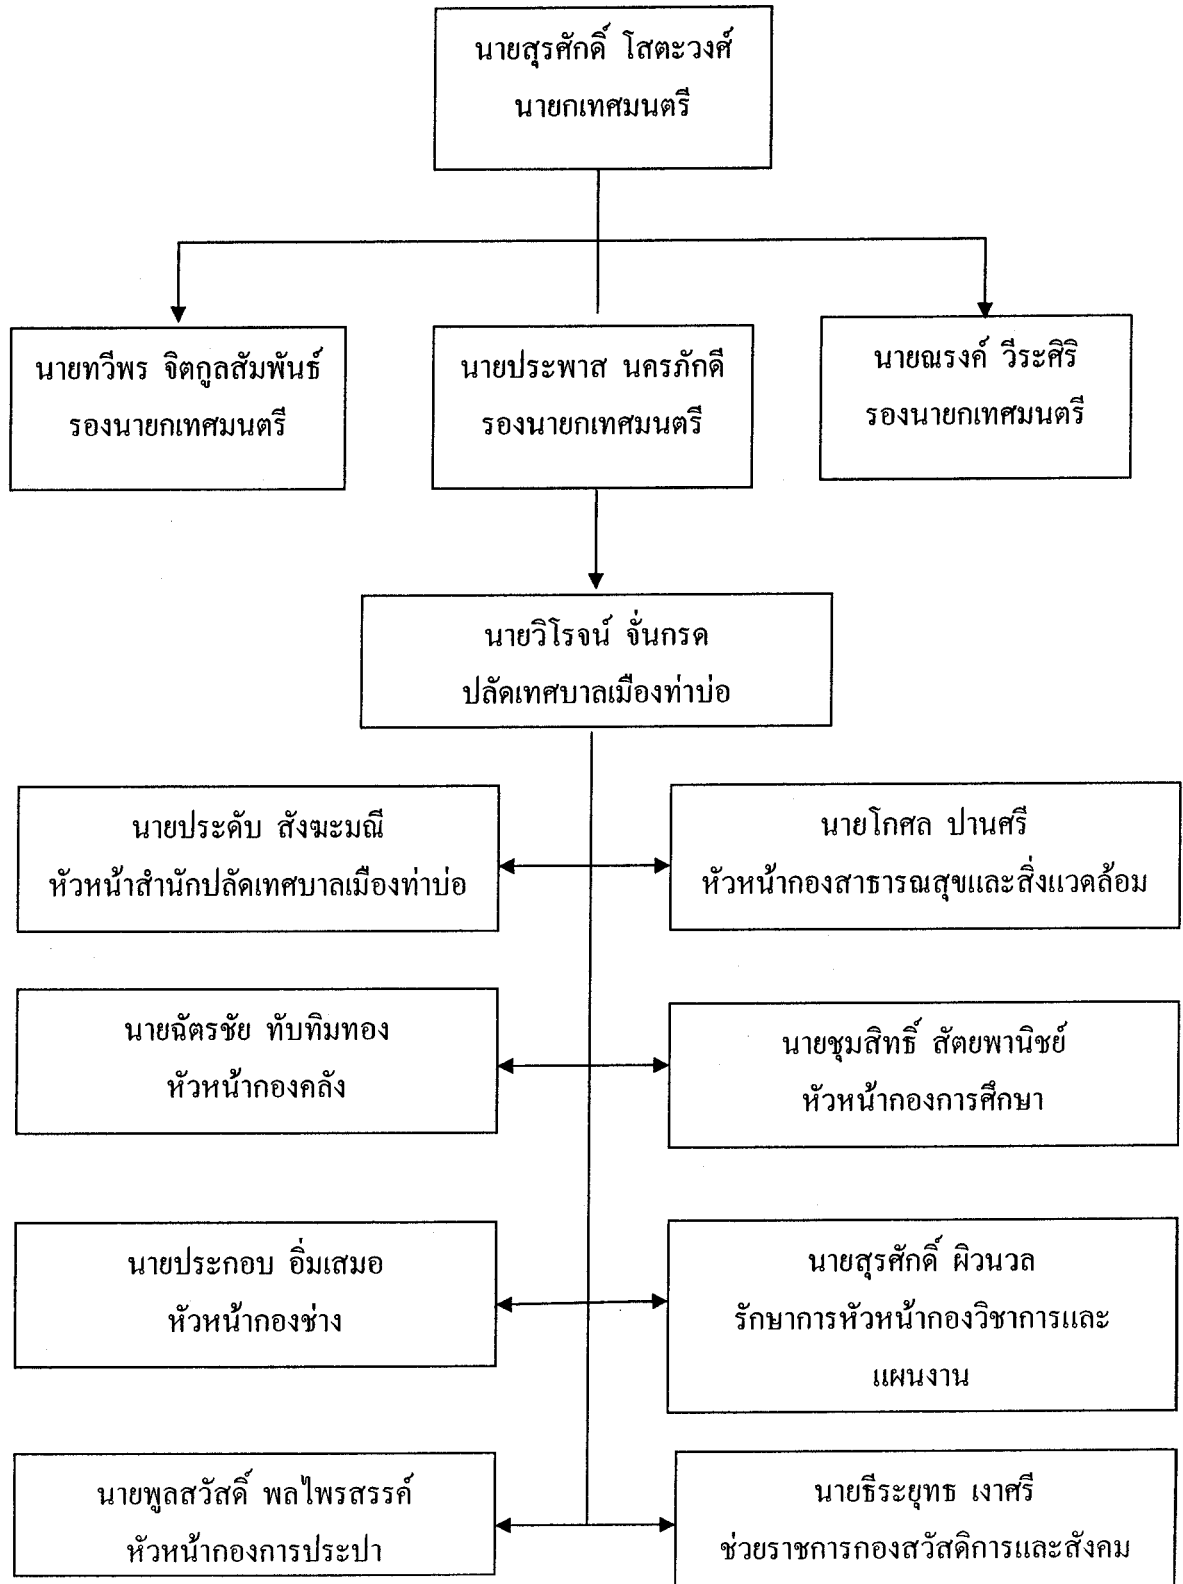 นายสุรศักดิ์ โสตะวงศ์
นายกเทศมนตรี
นายทวีพร จิตกูลสัมพันธ์
รองนายกเทศมนตรี
นายประพาส นครภักดี
รองนายกเทศมนตรี
นายณรงค์ วีระศิริ
รองนายกเทศมนตรี
นายวิโรจน์ จั่นกรด
ปลัดเทศบาลเมืองท่าบ่อ
นายประดับ สังฆะมณี
หัวหน้าสำนักปลัดเทศบาลเมืองท่าบ่อ
นายโกศล ปานศรี
หัวหน้ากองสาธารณสุขและสิ่งแวดล้อม
นายฉัตรชัย ทับทิมทอง
หัวหน้ากองคลัง
นายชุมสิทธิ์ สัตยพานิชย์
หัวหน้ากองการศึกษา
นายประกอบ อิ่มเสมอ
หัวหน้ากองช่าง
นายสุรศักดิ์ ผิวนวล
รักษาการหัวหน้ากองวิชาการและ
แผนงาน
นายพูลสวัสดิ์ พลไพรสรรค์
หัวหน้ากองการประปา
นายธีระยุทธ เงาศรี
ช่วยราชการกองสวัสดิการและสังคม